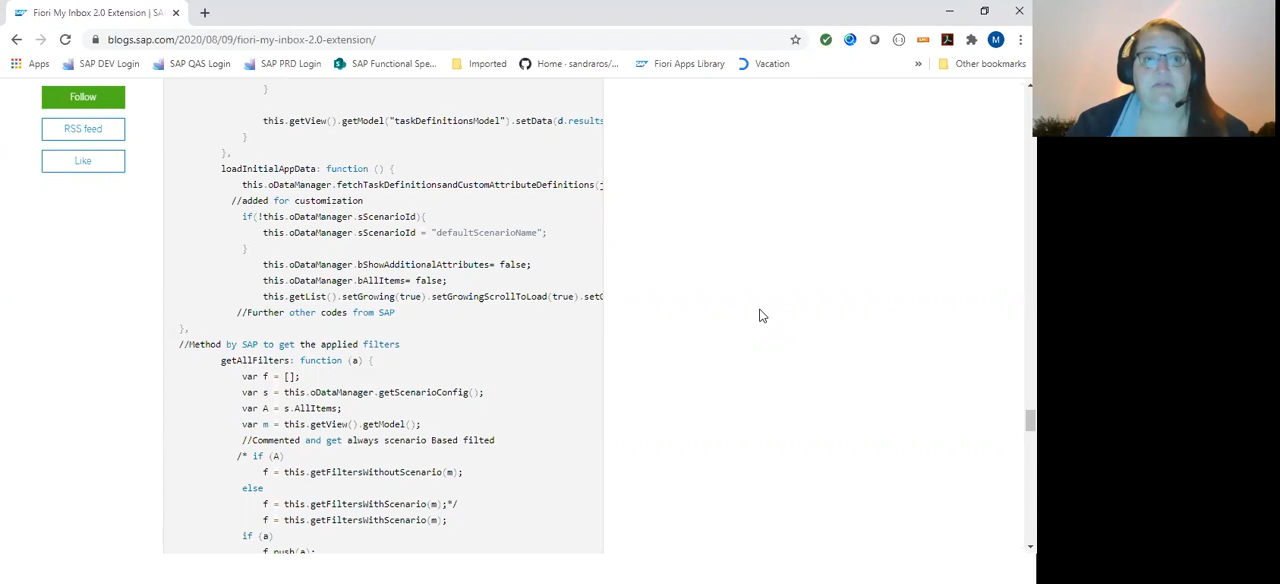 Fiori My Inbox 2.0 Extension | SA
blogs.sap.com/2020/08/09/fiori-my-inbox-2.0-extension/
M
Apps
SAP DEV Login
SAP QAS Login
SAP PRD Login
SAP Functional Spe...
Imported
Home - sandraros/...
Fiori Apps Library
Vacation
»
Other bookmarks
Follow
RSS feed
Like
}
this.getView().getModel("taskDefinitionsModel").setData(d.results
}
},
loadInitialAppData: function () {
this.oDataManager.fetchTaskDefinitionsandCustomAttributeDefinitions(j
//added for customization
if(!this.oDataManager.sScenarioId){
this.oDataManager.sScenarioId = "defaultScenarioName";
}
this.oDataManager.bShowAdditionalAttributes= false;
this.oDataManager.bAllItems= false;
this.getList().setGrowing(true).setGrowingScrollToLoad(true).setG
//Further other codes from SAP
},
//Method by SAP to get the applied filters
getAllFilters: function (a) {
var f = [];
var s = this.oDataManager.getScenarioConfig();
var A = s.AllItems;
var m = this.getView().getModel();
//Commented and get always scenario Based filted
/* if (A)
f = this.getFiltersWithoutScenario(m);
else
f = this.getFiltersWithScenario(m);*/
f = this.getFiltersWithScenario(m);
if (a)
f.push(a);